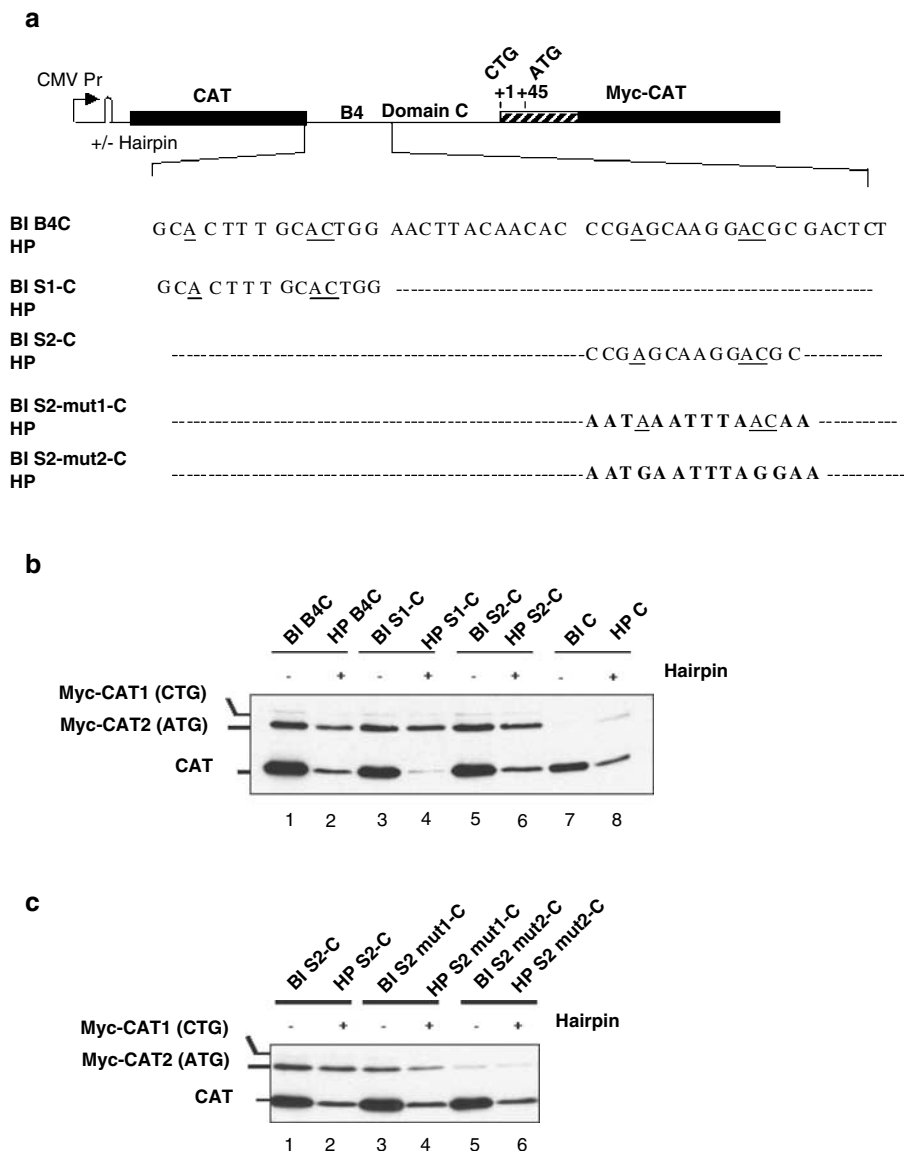 a
CTG ATG
CMV Pr
CAT B4 Domain C +1 +45 Myc-CAT
+/- Hairpin
BI B4C
HP
GCA CTTT GCACTGG AACTTACAACAC CCGAGCAAGGACGCGACTCT
BI S1-C
HP
GCA CTTT GCACTGG ------------------------------------------------
BI S2-C
HP
------------------------------------------CCGAGCAAGGACGC-----------
BI S2-mut1-C
HP
------------------------------------------AATAAATTTAACAA -----------
BI S2-mut2-C
HP
------------------------------------------AATGAATTTAGGAA -----------
b
BI B4C HP B4C BI S1-C HP S1-C BI S2-C HP S2-C BI C HP C
- + - + - + - + Hairpin
Myc-CAT1 (CTG)
Myc-CAT2 (ATG)
CAT
1 2 3 4 5 6 7 8
c
BI S2-C HP S2-C BI S2 mut1-C HP S2 mut1-C BI S2 mut2-C HP S2 mut2-C
- + - + - + Hairpin
Myc-CAT1 (CTG)
Myc-CAT2 (ATG)
CAT
1 2 3 4 5 6